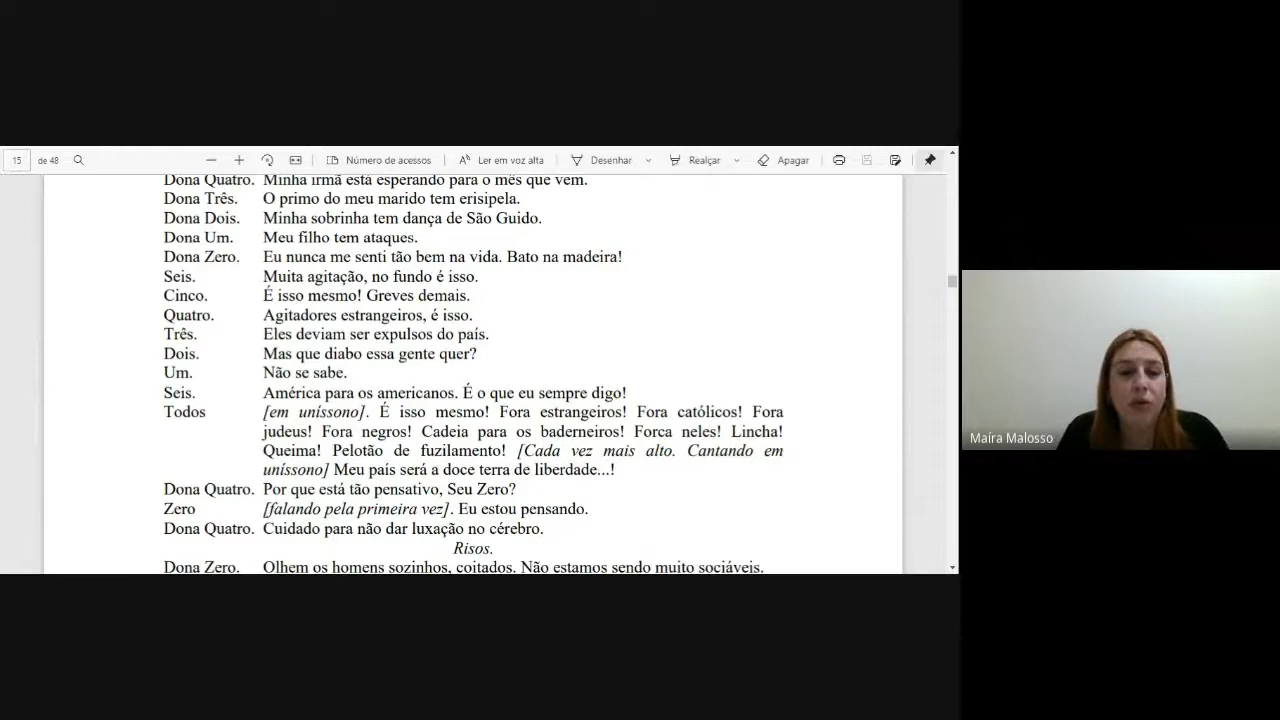 15 de 48 Número de acessos Ler em voz alta Desenhar Realçar Apagar
Dona Quatro. Minha irmã está esperando para o mês que vem.
Dona Três. O primo do meu marido tem erisipela.
Dona Dois. Minha sobrinha tem dança de São Guido.
Dona Um. Meu filho tem ataques.
Dona Zero. Eu nunca me senti tão bem na vida. Bato na madeira!
Seis. Muita agitação, no fundo é isso.
Cinco. É isso mesmo! Greves demais.
Quatro. Agitadores estrangeiros, é isso.
Três. Eles deviam ser expulsos do país.
Dois. Mas que diabo essa gente quer?
Um. Não se sabe.
Seis. América para os americanos. É o que eu sempre digo!
Todos [em uníssono]. É isso mesmo! Fora estrangeiros! Fora católicos! Fora
judeus! Fora negros! Cadeia para os baderneiros! Forca neles! Lincha!
Queima! Pelotão de fuzilamento! [Cada vez mais alto. Cantando em
uníssono] Meu país será a doce terra de liberdade...!
Dona Quatro. Por que está tão pensativo, Seu Zero?
Zero [falando pela primeira vez]. Eu estou pensando.
Dona Quatro. Cuidado para não dar luxação no cérebro.
Risos.
Dona Zero. Olhem os homens sozinhos, coitados. Não estamos sendo muito sociáveis.
Maíra Malosso